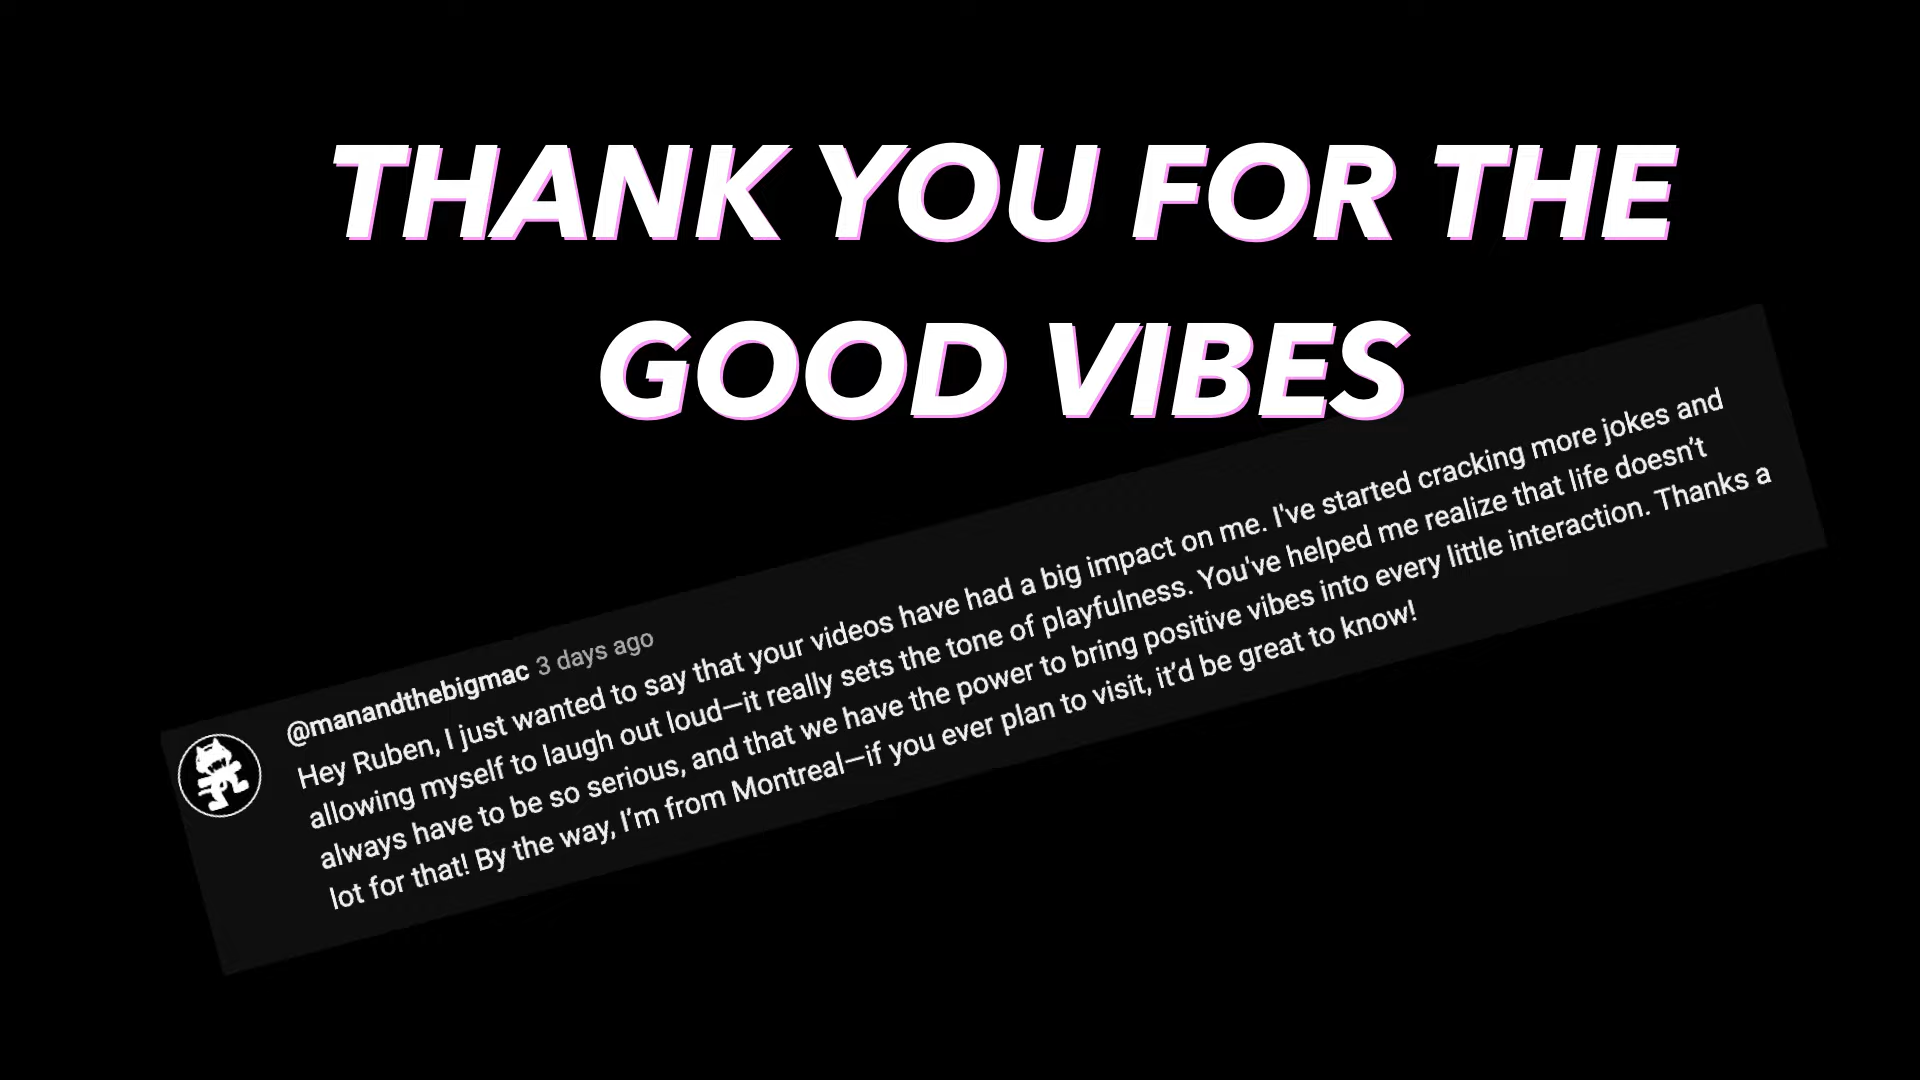 THANK YOU FOR THE
GOOD VIBES
@manandthebigmac 3 days ago
Hey Ruben, I just wanted to say that your videos have had a big impact on me. I've started cracking more jokes and
allowing myself to laugh out loud—it really sets the tone of playfulness. You've helped me realize that life doesn’t
always have to be so serious, and that we have the power to bring positive vibes into every little interaction. Thanks a
lot for that! By the way, I’m from Montreal—if you ever plan to visit, it’d be great to know!